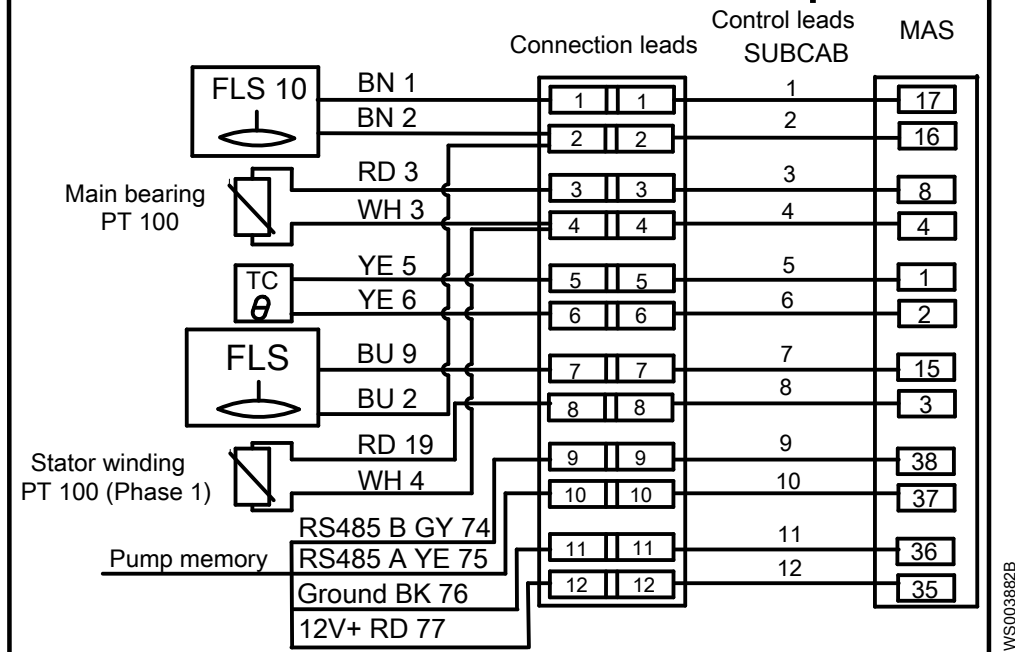 Control leads
SUBCAB
MAS
Connection leads
FLS 10
BN 1
1 1
1
17
BN 2
2 2
2
16
Main bearing
PT 100
RD 3
3 3
3
8
WH 3
4 4
4
4
TC
θ
YE 5
5 5
5
1
YE 6
6 6
6
2
FLS
BU 9
7 7
7
15
BU 2
8 8
8
3
Stator winding
PT 100 (Phase 1)
RD 19
9 9
9
38
WH 4
10 10
10
37
Pump memory
RS485 B GY 74
RS485 A YE 75
11 11
11
36
Ground BK 76
12 12
12
35
12V+ RD 77
WS003882B